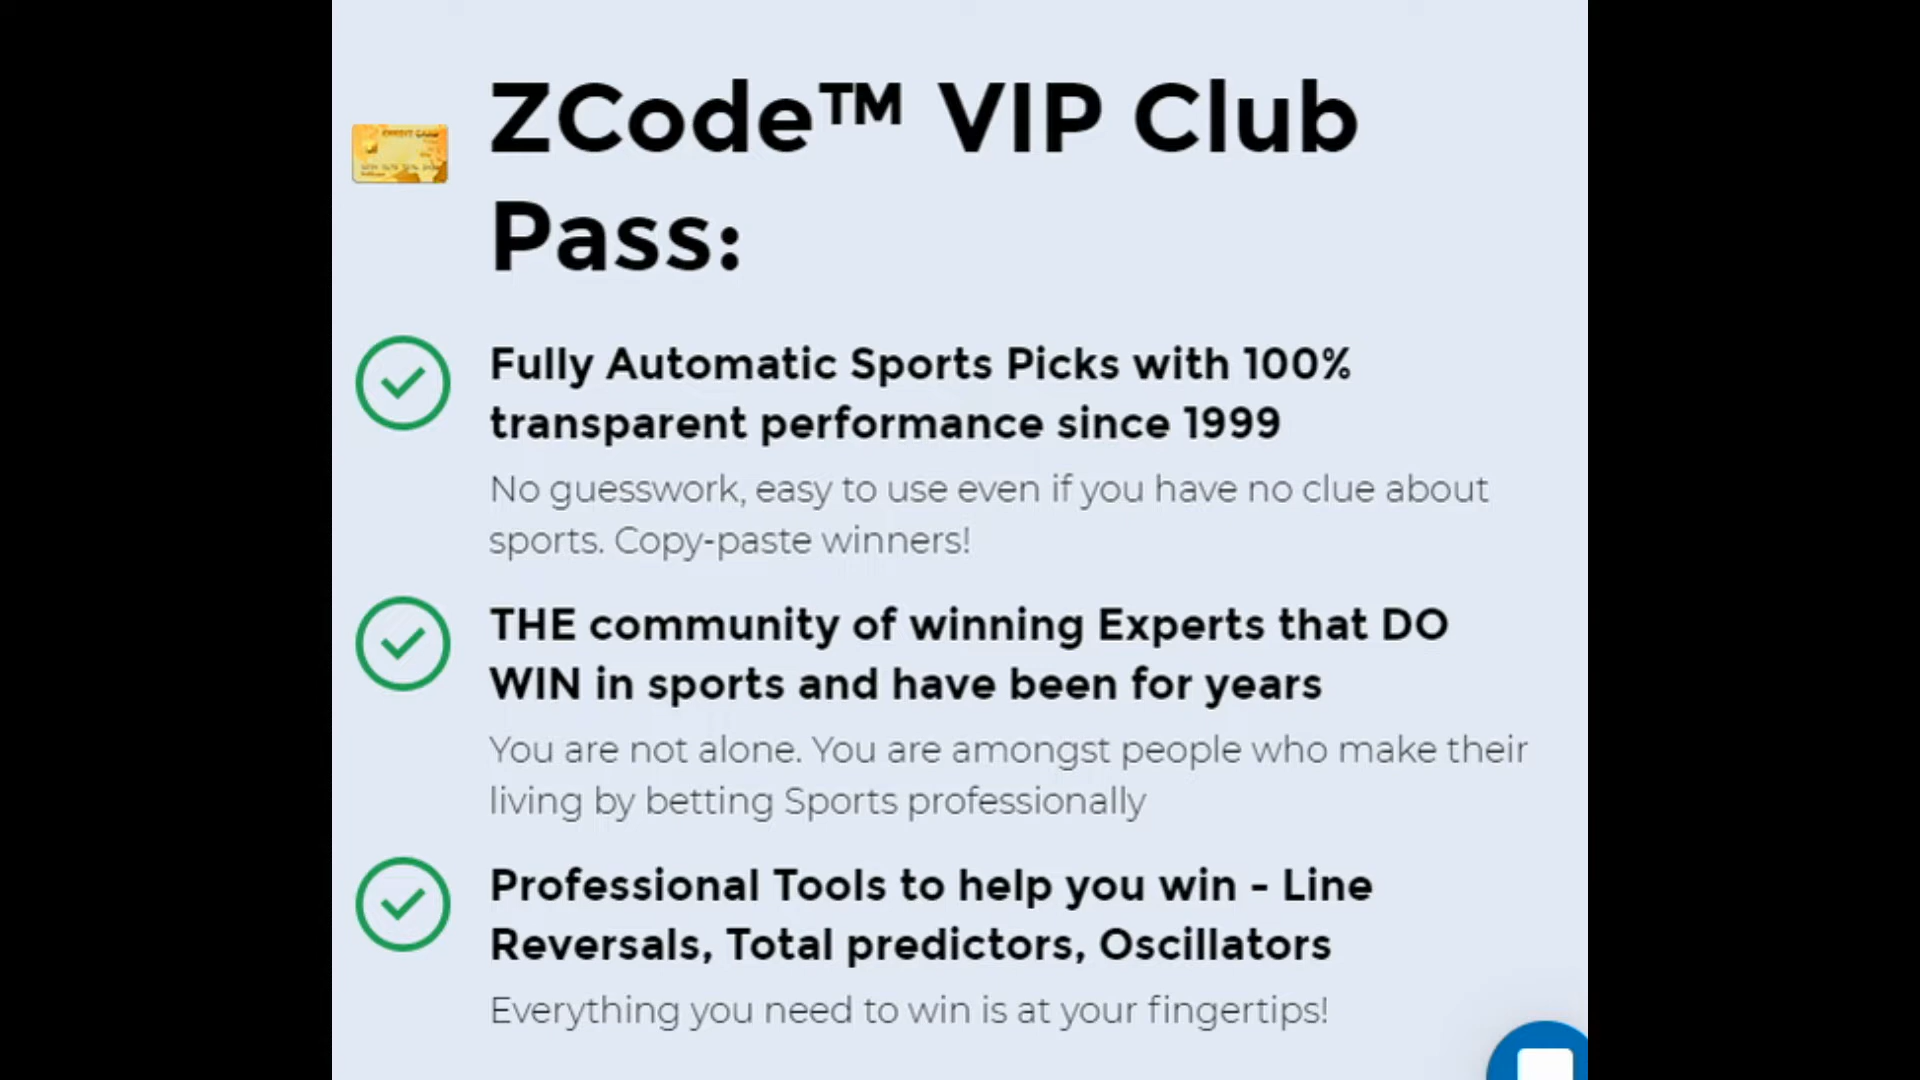 ZCode™ VIP Club
Pass:
CREDIT CARD
Fully Automatic Sports Picks with 100%
transparent performance since 1999
No guesswork, easy to use even if you have no clue about
sports. Copy-paste winners!
THE community of winning Experts that DO
WIN in sports and have been for years
You are not alone. You are amongst people who make their
living by betting Sports professionally
Professional Tools to help you win - Line
Reversals, Total predictors, Oscillators
Everything you need to win is at your fingertips!